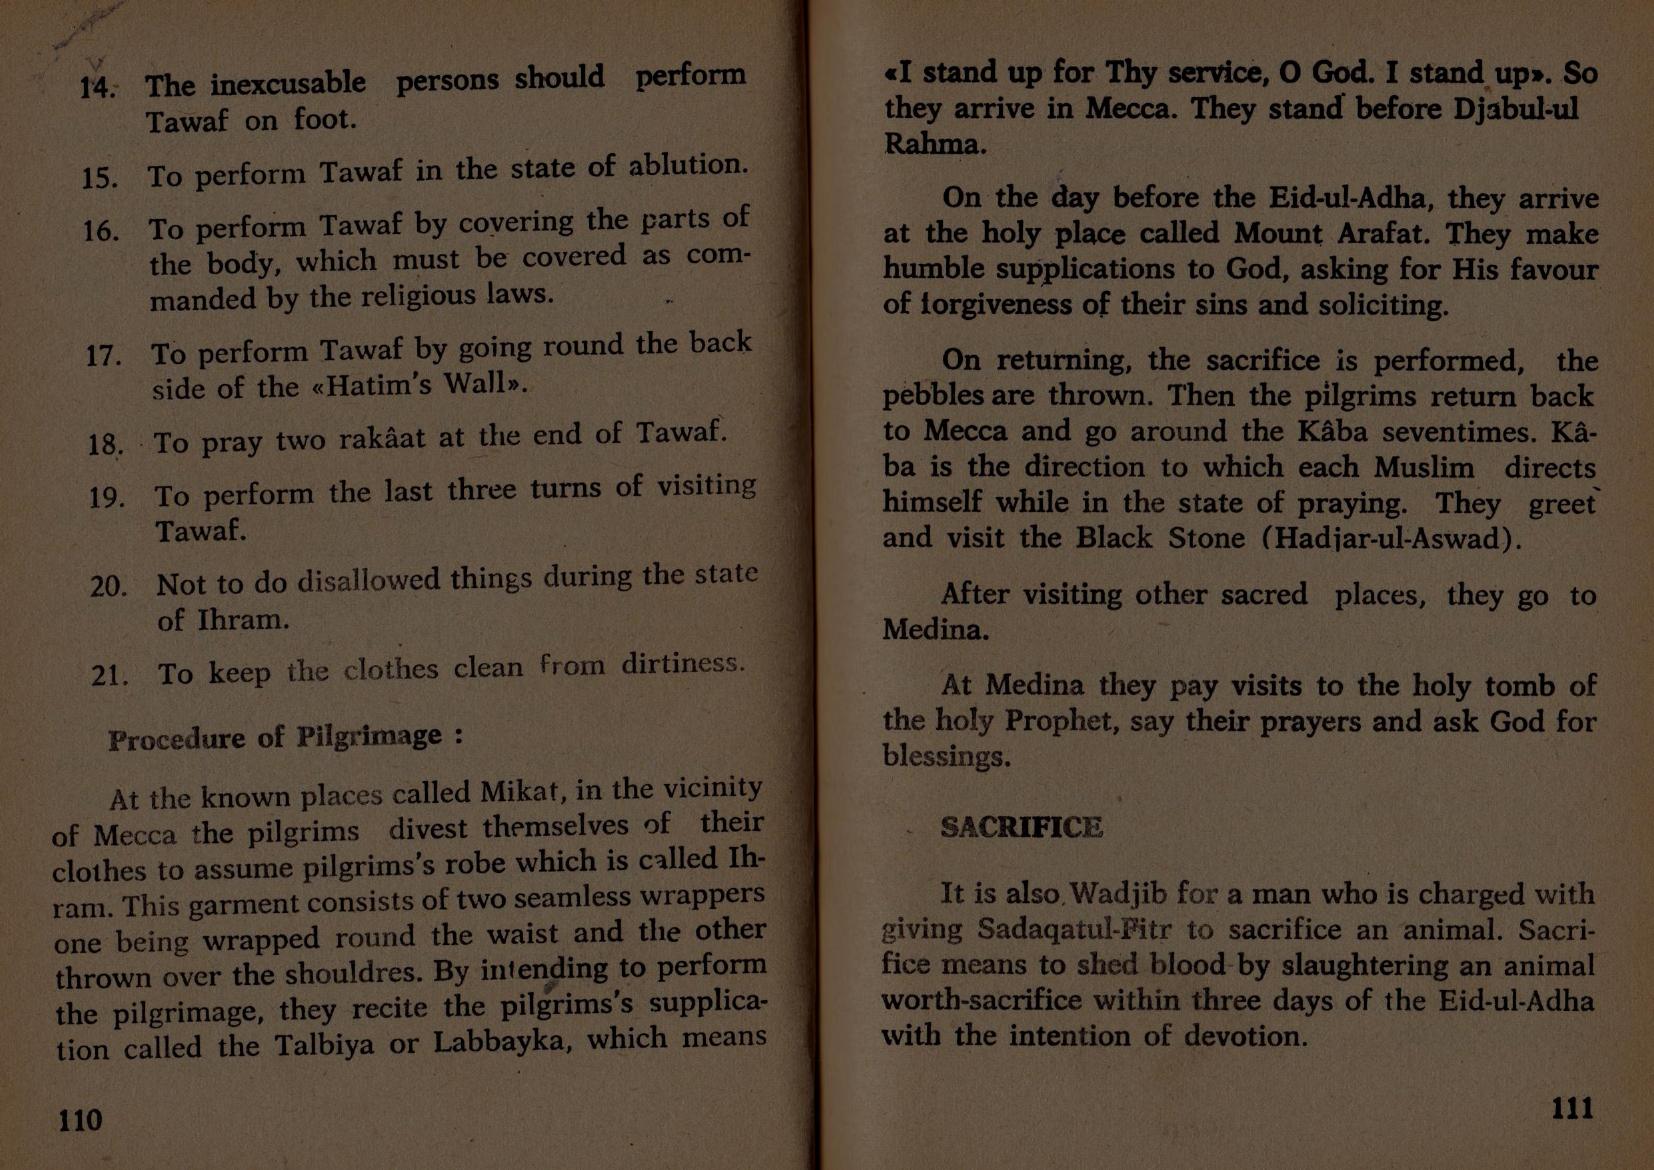 14. The inexcusable persons should perform
Tawaf on foot.
15. To perform Tawaf in the state of ablution.
16. To perform Tawaf by covering the parts of
the body, which must be covered as com-
manded by the religious laws.
17. To perform Tawaf by going round the back
side of the «Hatim's Wall».
18. To pray two rakâat at the end of Tawaf.
19. To perform the last three turns of visiting
Tawaf.
20. Not to do disallowed things during the state
of Ihram.
21. To keep the clothes clean from dirtiness.
Procedure of Pilgrimage :
At the known places called Mikat, in the vicinity
of Mecca the pilgrims divest themselves of their
clothes to assume pilgrims's robe which is called Ih-
ram. This garment consists of two seamless wrappers
one being wrapped round the waist and the other
thrown over the shouldres. By intending to perform
the pilgrimage, they recite the pilgrims's supplica-
tion called the Talbiya or Labbayka, which means
110
«I stand up for Thy service, O God. I stand up». So
they arrive in Mecca. They stand before Djabul-ul
Rahma.
On the day before the Eid-ul-Adha, they arrive
at the holy place called Mount Arafat. They make
humble supplications to God, asking for His favour
of forgiveness of their sins and soliciting.
On returning, the sacrifice is performed, the
pebbles are thrown. Then the pilgrims return back
to Mecca and go around the Kâba seventimes. Kâ-
ba is the direction to which each Muslim directs
himself while in the state of praying. They greet
and visit the Black Stone (Hadjar-ul-Aswad).
After visiting other sacred places, they go to
Medina.
At Medina they pay visits to the holy tomb of
the holy Prophet, say their prayers and ask God for
blessings.
SACRIFICE
It is also Wadjib for a man who is charged with
giving Sadaqatul-Fitr to sacrifice an animal. Sacri-
fice means to shed blood by slaughtering an animal
worth-sacrifice within three days of the Eid-ul-Adha
with the intention of devotion.
111